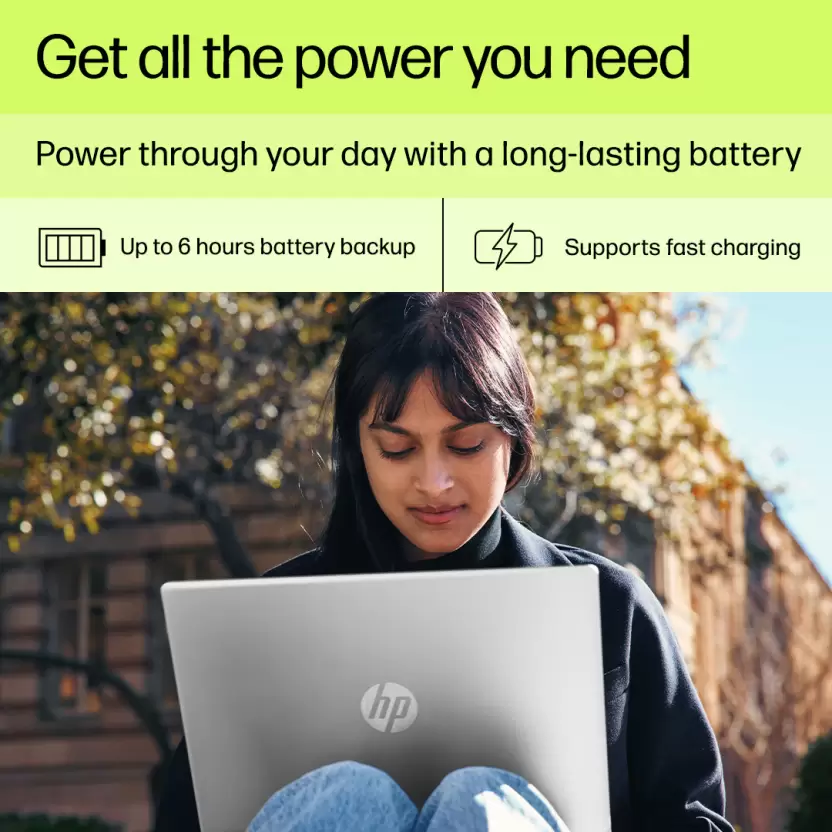 Get all the power you need
Power through your day with a long-lasting battery
Up to 6 hours battery backup
Supports fast charging
hp